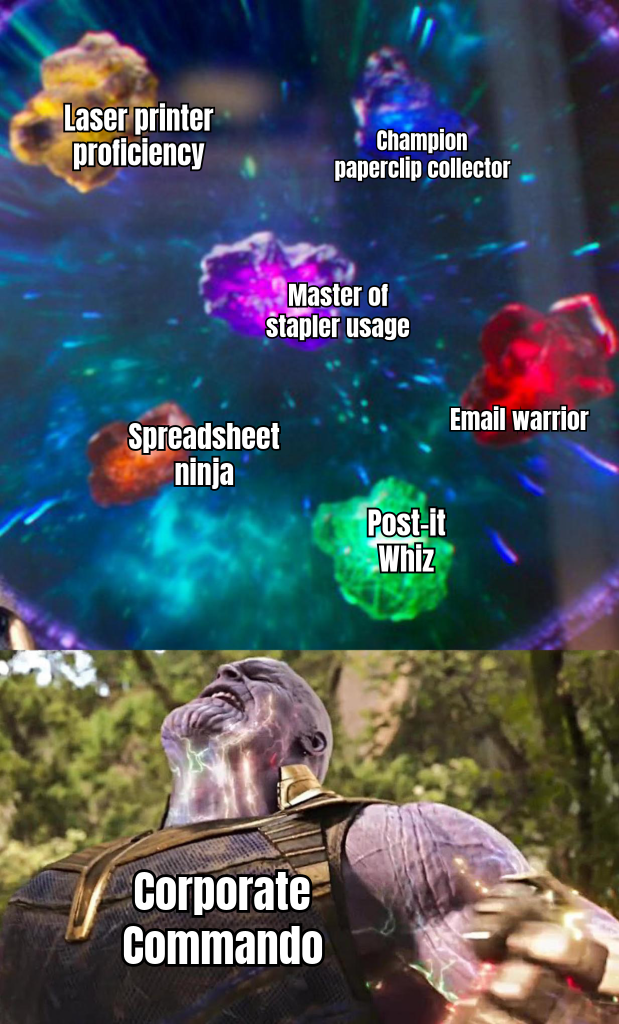 Laser printer
proficiency
Champion
paperclip collector
Master of
stapler usage
Email warrior
Spreadsheet
ninja
Post-it
Whiz
Corporate
Commando